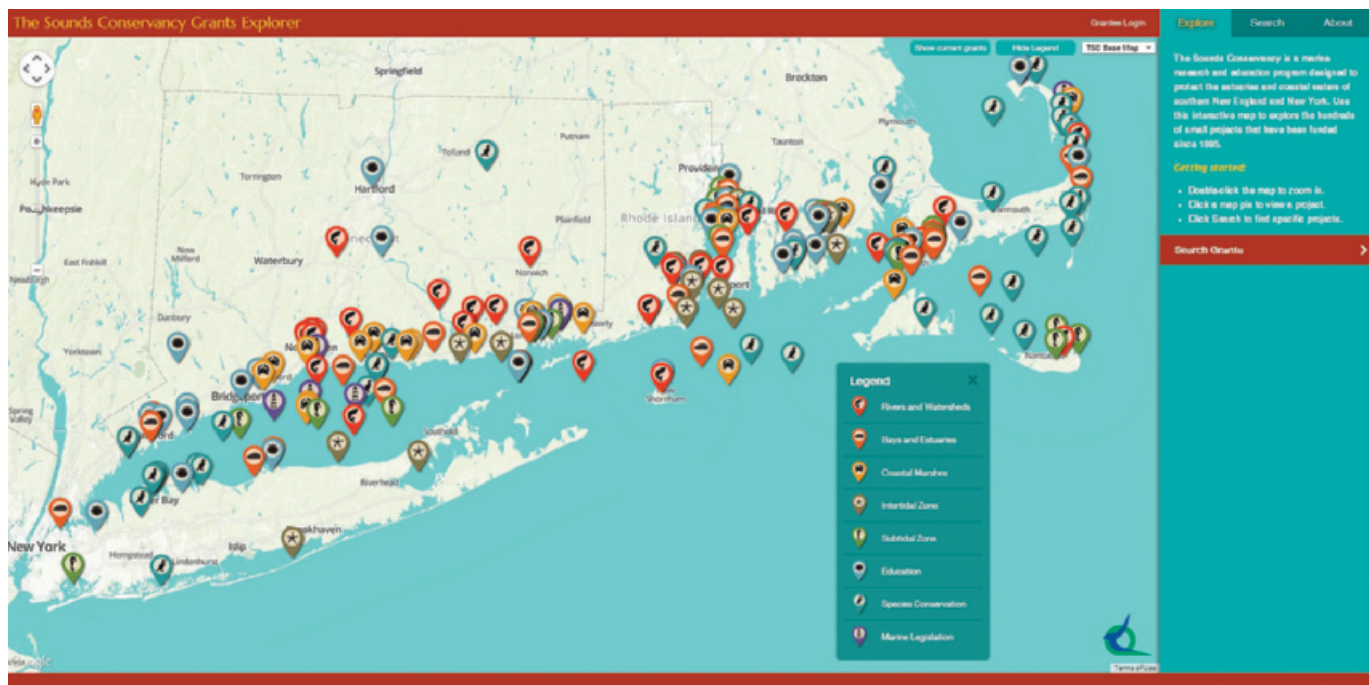 The Sounds Conservancy Grants Explorer
Grantee Login
Explore
Search
About
Show current grants
Hide Legend
TSC Base Map
The Sounds Conservancy is a marine
research and education program designed to
protect the estuaries and coastal waters of
southern New England and New York. Use
this interactive map to explore the hundreds
of small projects that have been funded
since 1995.
Getting started:
Double-click the map to zoom in.
Click a map pin to view a project.
Click Search to find specific projects.
Search Grants
Springfield
Brockton
Plymouth
Putnam
Tolland
Taunton
Hyde Park
Torrington
Hartford
Poughkeepsie
Plainfield
Rhode Island
New
Milford
East Fishkill
Waterbury
Norwich
Newburgh
Danbury
Yorktown
Bridgeport
Spring
Valley
Shoreham
Nantucket
Southold
Riverhead
Brookhaven
Islip
New York
Hempstead
Lindenhurst
Legend
Rivers and Watersheds
Bays and Estuaries
Coastal Marshes
Intertidal Zone
Subtidal Zone
Education
Species Conservation
Marine Legislation
Terms of Use